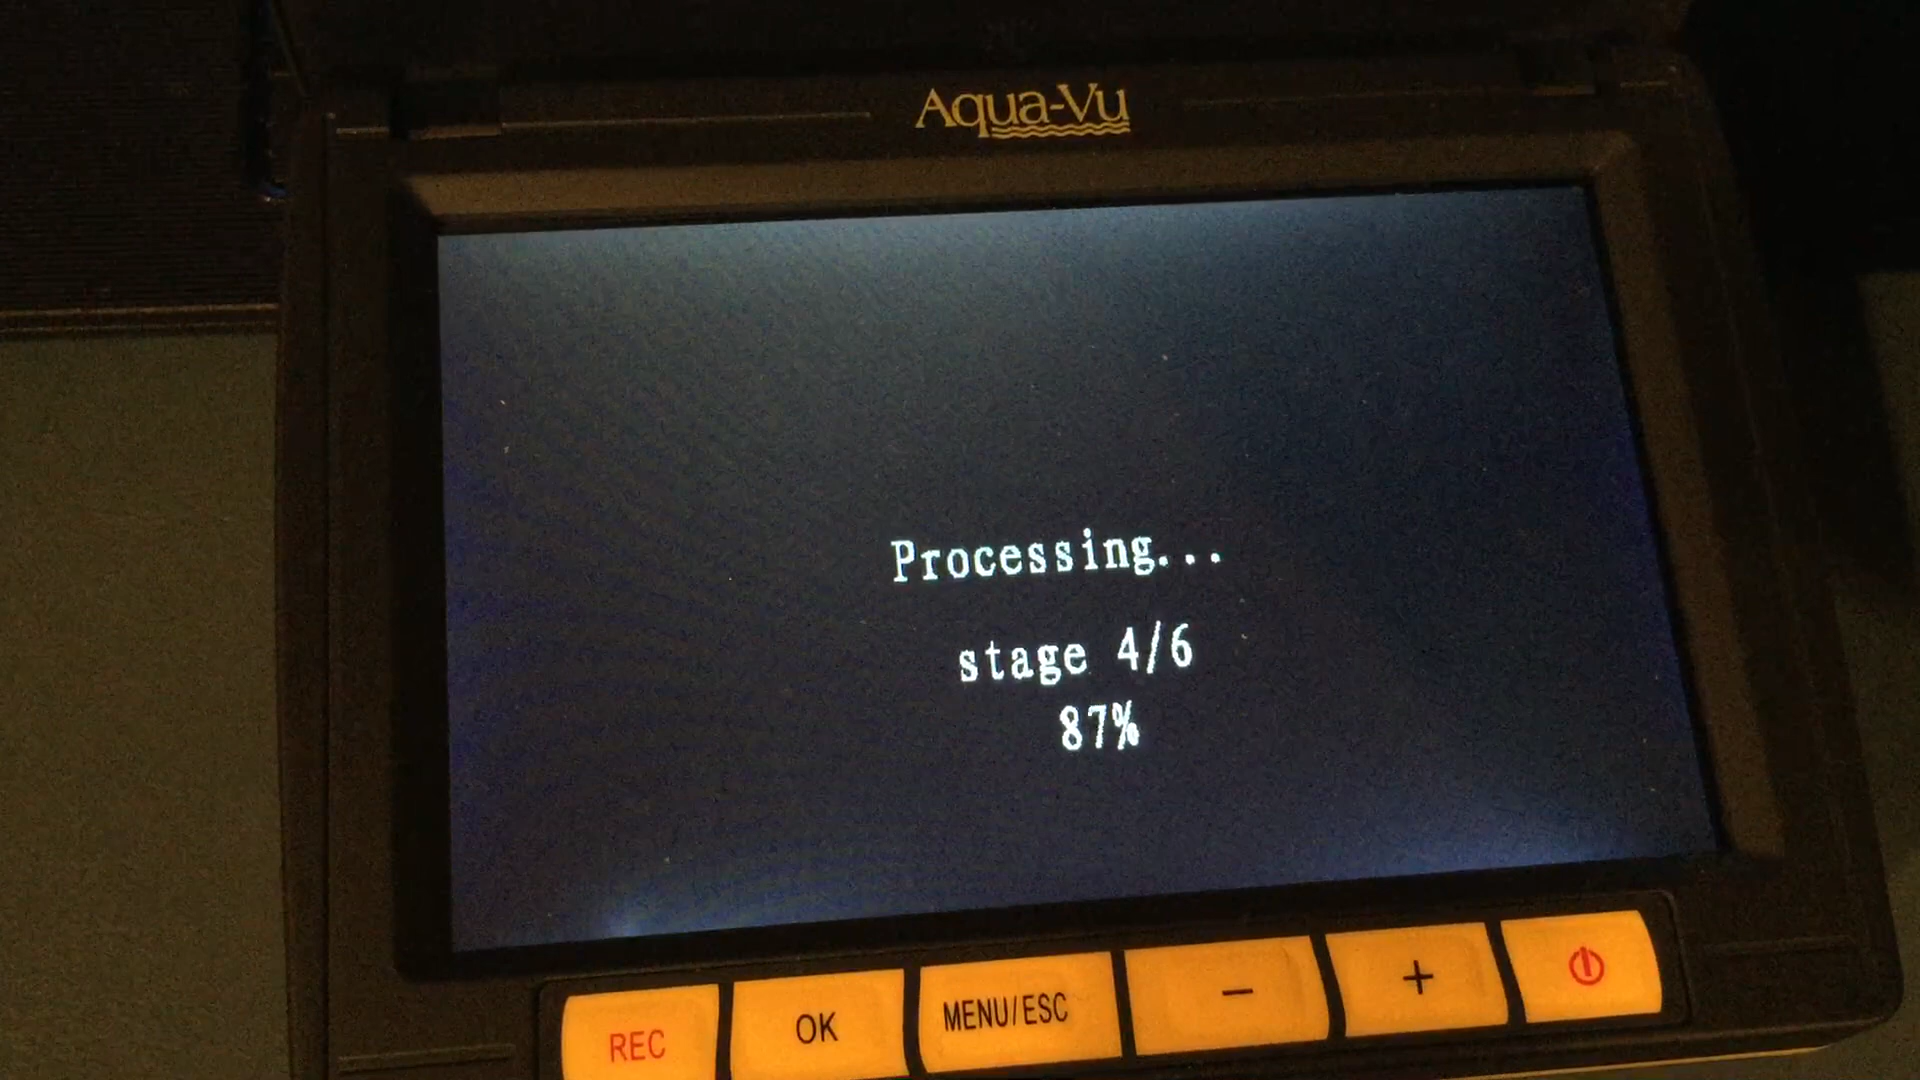 Aqua-Vu
Processing...
stage 4/6
87%
REC
OK
MENU/ESC
−
+